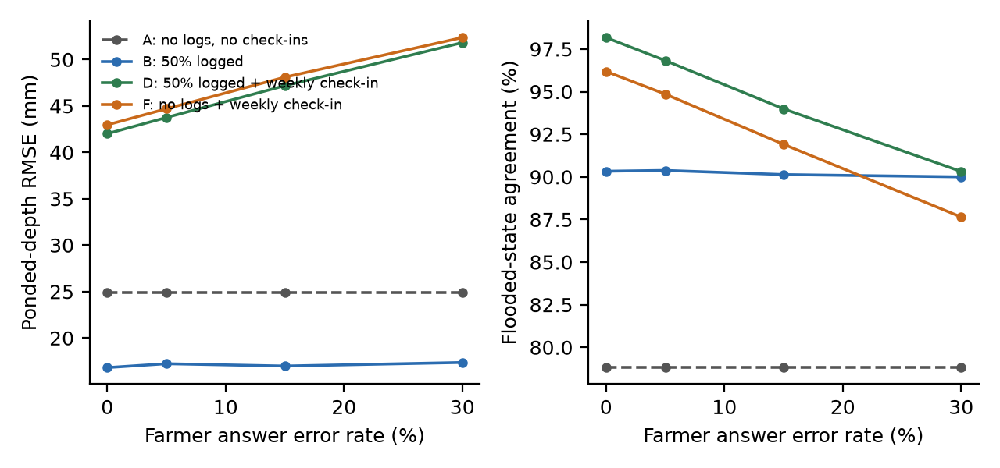 A: no logs, no check-ins
B: 50% logged
D: 50% logged + weekly check-in
F: no logs + weekly check-in
Ponded-depth RMSE (mm)
50
45
40
35
30
25
20
0 10 20 30
Farmer answer error rate (%)
Flooded-state agreement (%)
97.5
95.0
92.5
90.0
87.5
85.0
82.5
80.0
0 10 20 30
Farmer answer error rate (%)